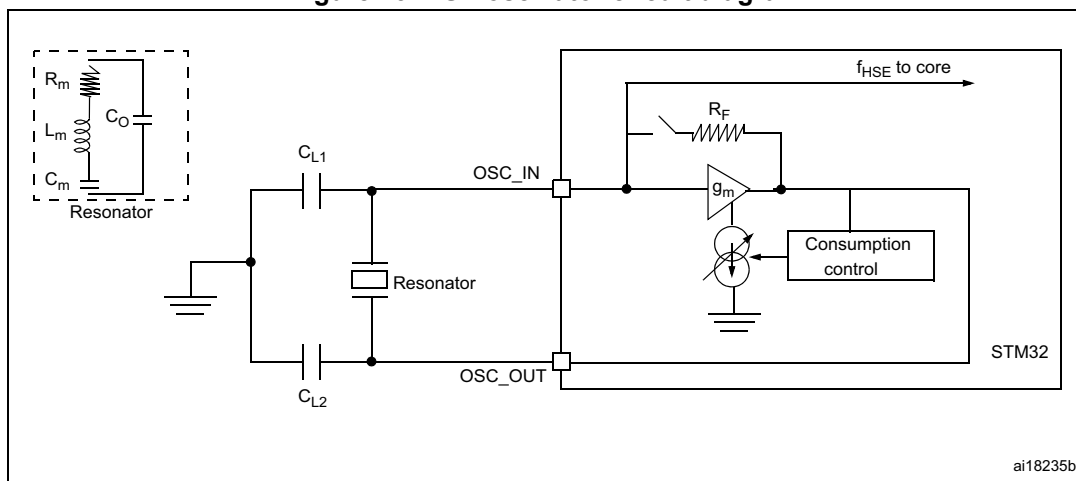 R_m
L_m
C_O
C_m
Resonator
C_L1
C_L2
Resonator
OSC_IN
OSC_OUT
f_HSE to core
R_F
g_m
Consumption
control
STM32
ai18235b